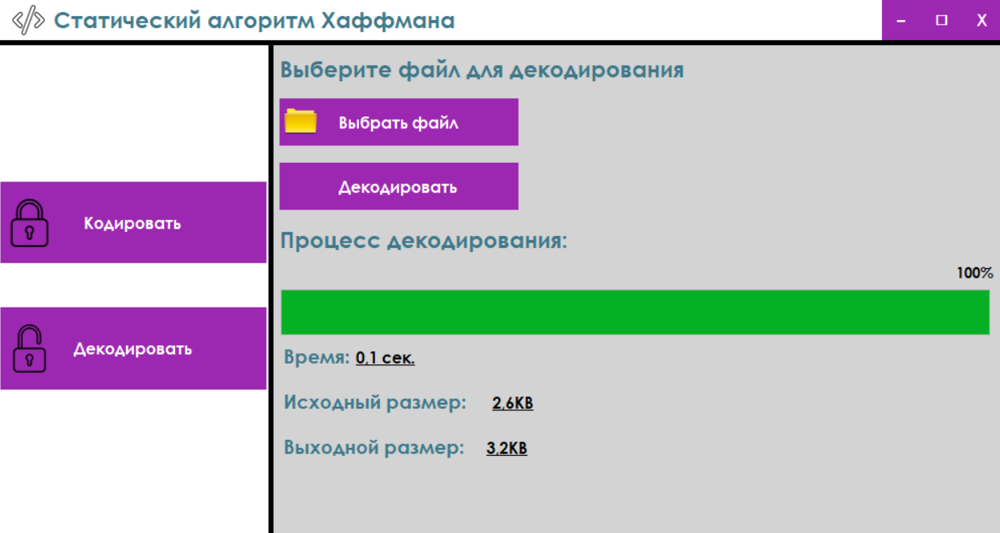 Статический алгоритм Хаффмана
Выберите файл для декодирования
Выбрать файл
Декодировать
Кодировать
Процесс декодирования:
100%
Декодировать
Время: 0,1 сек.
Исходный размер: 2,6KB
Выходной размер: 3,2KB